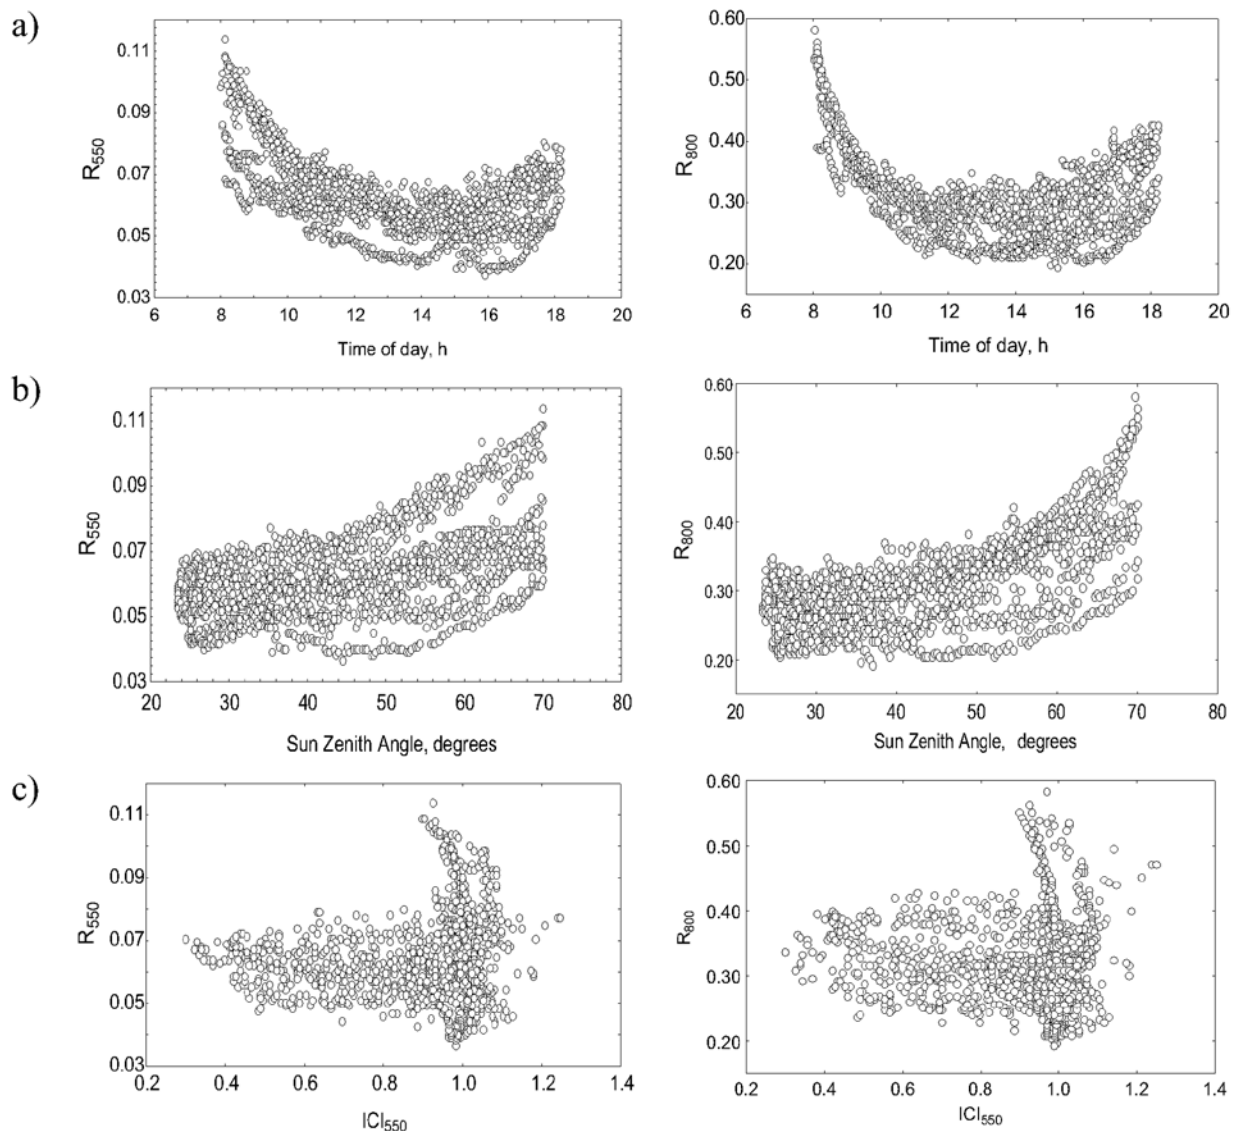 a)
0.11
0.09
0.07
0.05
0.03
R550
6 8 10 12 14 16 18 20
Time of day, h
0.60
0.50
0.40
0.30
0.20
R800
6 8 10 12 14 16 18 20
Time of day, h
b)
0.11
0.09
0.07
0.05
0.03
R550
20 30 40 50 60 70 80
Sun Zenith Angle, degrees
0.60
0.50
0.40
0.30
0.20
R800
20 30 40 50 60 70 80
Sun Zenith Angle, degrees
c)
0.11
0.09
0.07
0.05
0.03
R550
0.2 0.4 0.6 0.8 1.0 1.2 1.4
ICI550
0.60
0.50
0.40
0.30
0.20
R800
0.2 0.4 0.6 0.8 1.0 1.2 1.4
ICI550